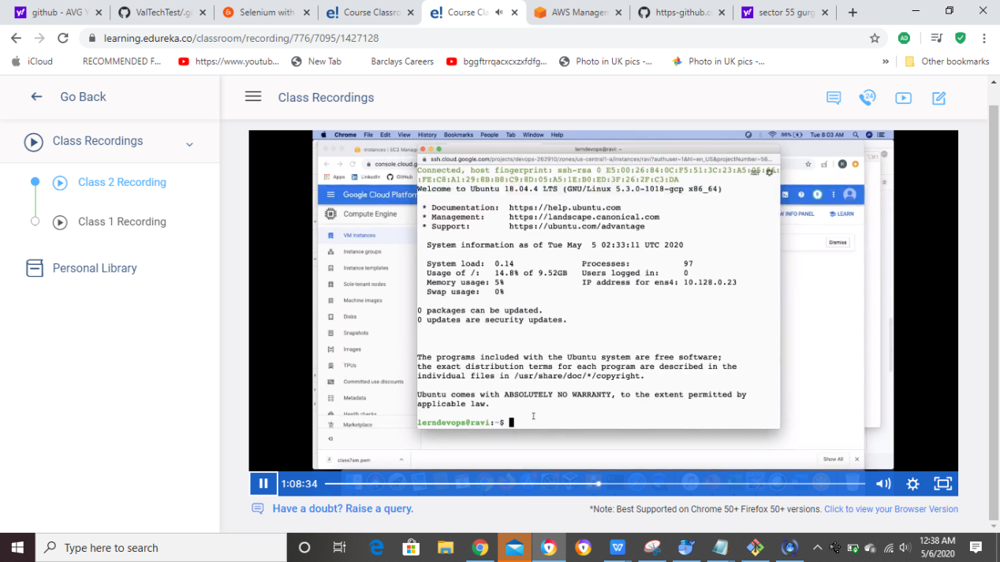 github - AVG Y
ValTechTest/.gi
Selenium with
Course Classro
Course Cla
AWS Managem
https-github.co
sector 55 gurg
learning.edureka.co/classroom/recording/776/7095/1427128
iCloud
RECOMMENDED F...
https://www.youtub...
New Tab
Barclays Careers
bggftrrqacxcxzxfdfg...
Photo in UK pics -...
Photo in UK pic -...
»
Other bookmarks
Go Back
Class Recordings
Class Recordings
Class 2 Recording
Class 1 Recording
Personal Library
Chrome File Edit View History Bookmarks People Tab Window Help
86% Tue 8:03 AM
Instances | EC2 Manag
lerndevops@ravi: ~
console.cloud.g
ssh.cloud.google.com/projects/devops-262910/zones/us-central1-a/instances/ravi?authuser=1&hl=en_US&projectNumber=56...
Apps LinkedIn GitHub
Google Cloud Platfor
Compute Engine
W INFO PANEL
LEARN
Dismiss
VM instances
Instance groups
Instance templates
Sole-tenant nodes
Machine images
Disks
Snapshots
Images
TPUs
Committed use discounts
Metadata
Health checks
Marketplace
Connected, host fingerprint: ssh-rsa 0 E5:00:26:84:0C:F5:51:3C:23:A5:
:FE:C8:A1:29:8B:B8:C9:8D:05:A5:1E:B0:ED:3F:26:2F:C3:DA
Welcome to Ubuntu 18.04.4 LTS (GNU/Linux 5.3.0-1018-gcp x86_64)
* Documentation: https://help.ubuntu.com
* Management: https://landscape.canonical.com
* Support: https://ubuntu.com/advantage
System information as of Tue May 5 02:33:11 UTC 2020
System load: 0.14 Processes: 97
Usage of /: 14.8% of 9.52GB Users logged in: 0
Memory usage: 5% IP address for ens4: 10.128.0.23
Swap usage: 0%
0 packages can be updated.
0 updates are security updates.
The programs included with the Ubuntu system are free software;
the exact distribution terms for each program are described in the
individual files in /usr/share/doc/*/copyright.
Ubuntu comes with ABSOLUTELY NO WARRANTY, to the extent permitted by
applicable law.
lerndevops@ravi:~$
class7am.pem
Show All
1:08:34
Have a doubt? Raise a query.
*Note: Best Supported on Chrome 50+ Firefox 50+ versions. Click to view your Browser Version
Type here to search
12:38 AM
5/6/2020